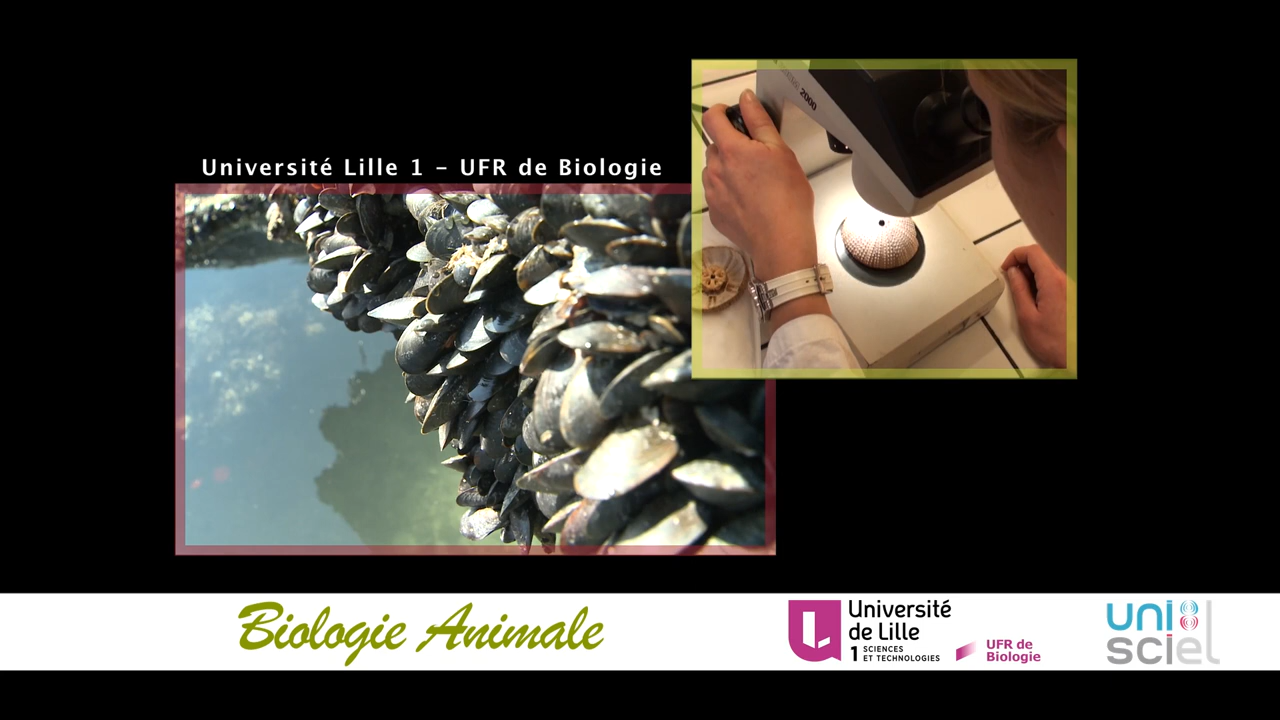 2000
Université Lille 1 – UFR de Biologie
Biologie Animale
Université
de Lille
1 SCIENCES
ET TECHNOLOGIES
UFR de
Biologie
uni
sciel